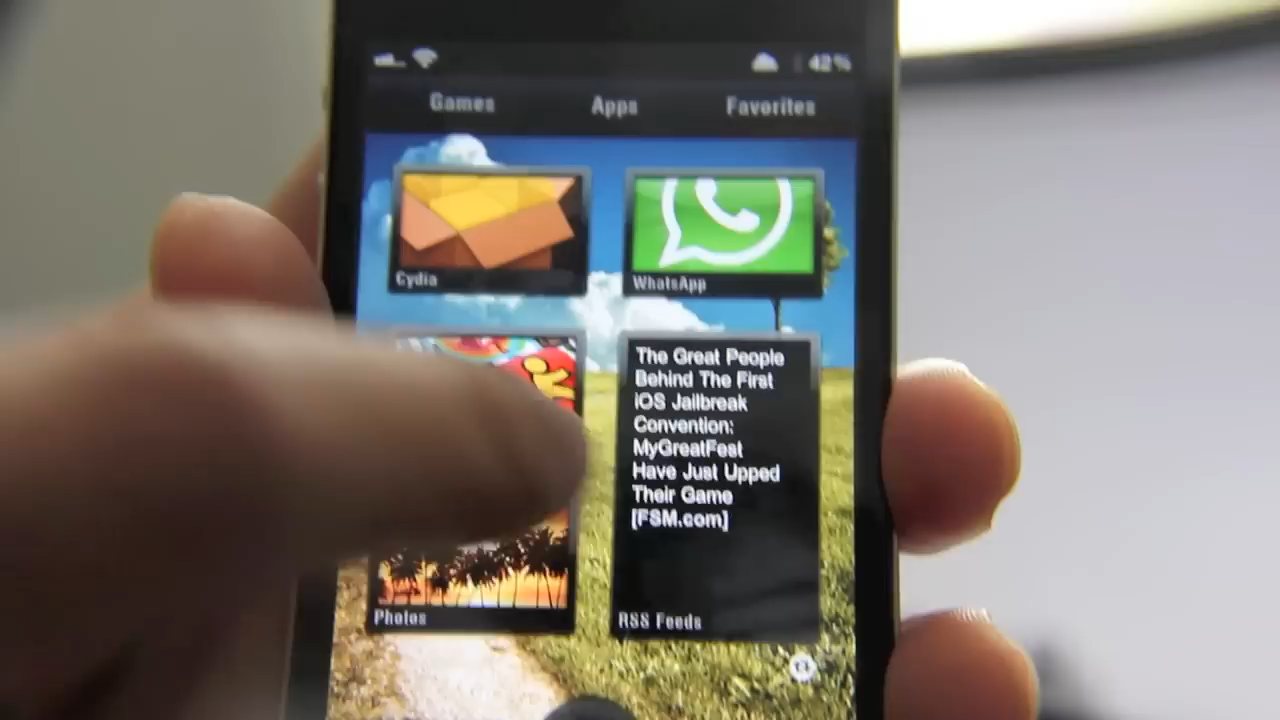 42%
Games Apps Favorites
Cydia
WhatsApp
The Great People
Behind The First
iOS Jailbreak
Convention:
MyGreatFest
Have Just Upped
Their Game
[FSM.com]
Photos
RSS Feeds